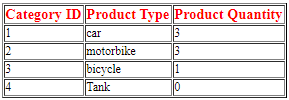 Category ID Product Type Product Quantity
1 car 3
2 motorbike 3
3 bicycle 1
4 Tank 0